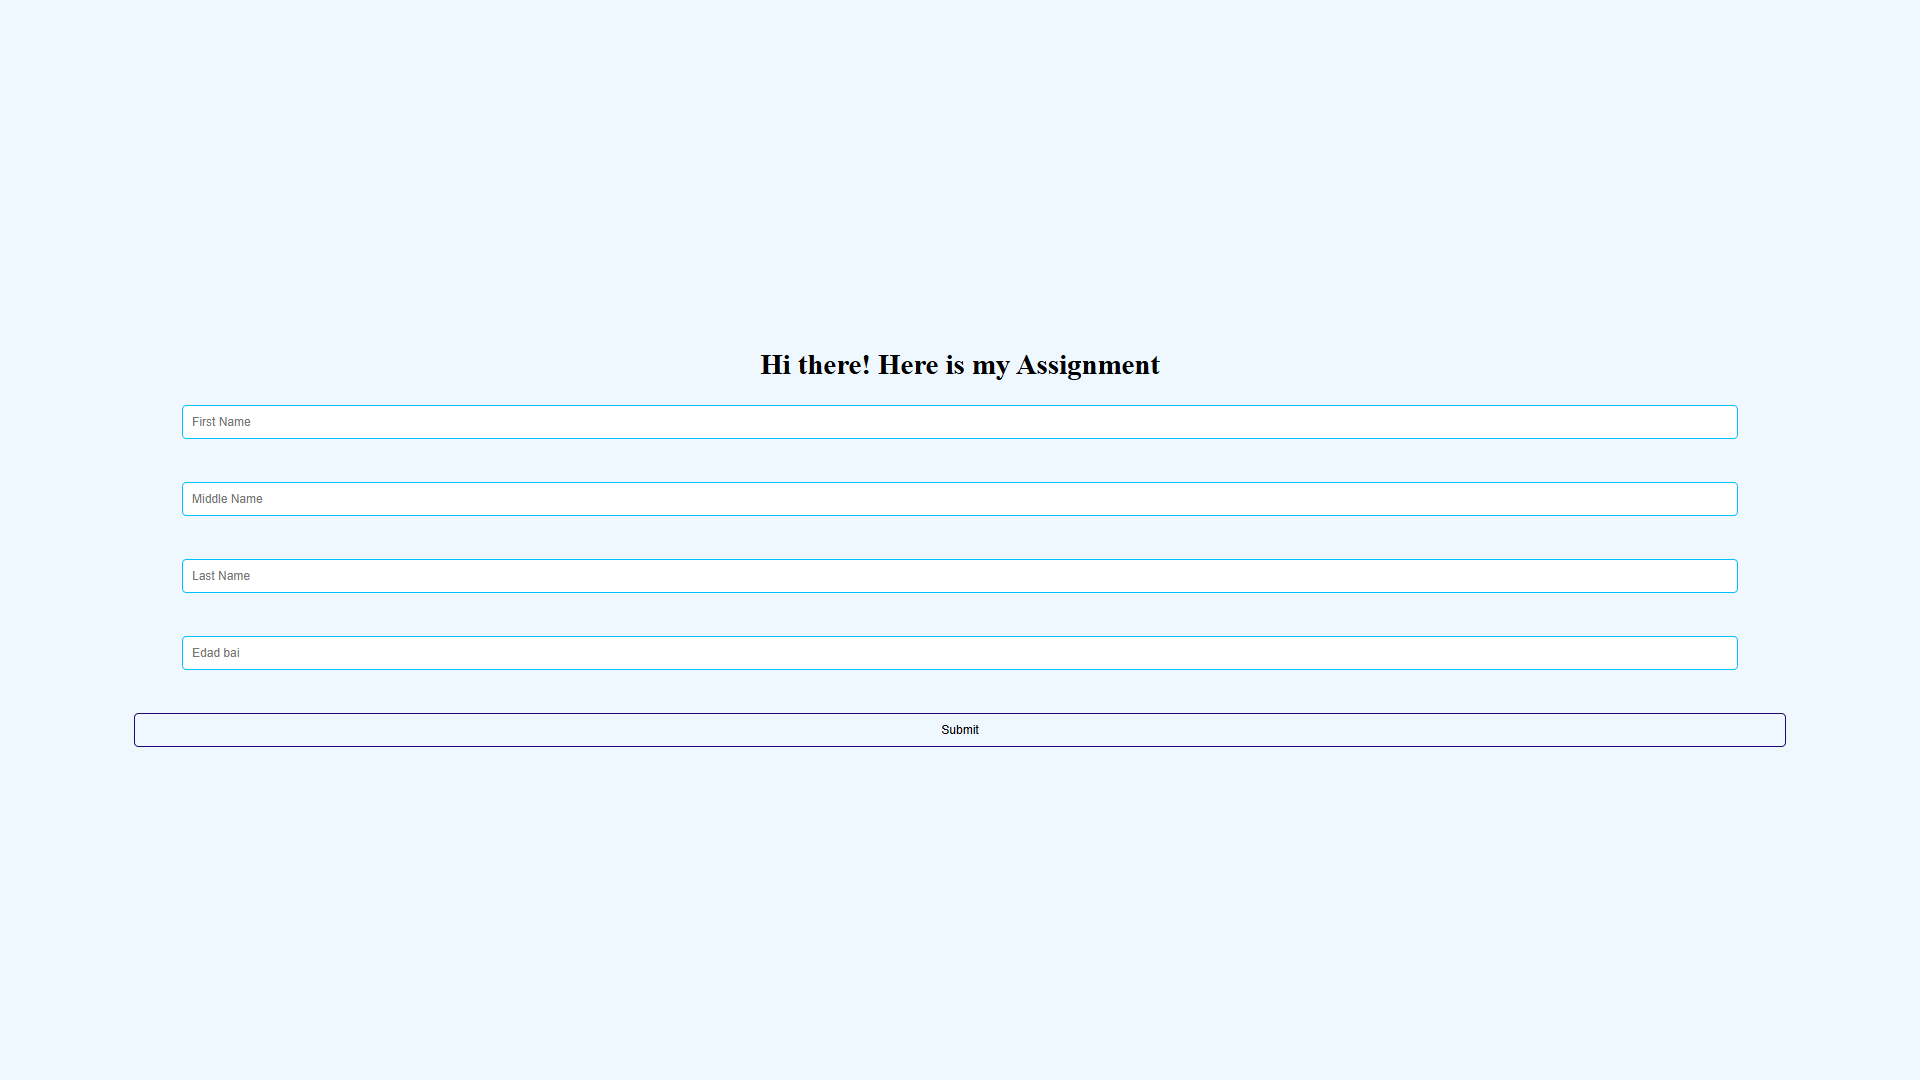 Hi there! Here is my Assignment
First Name
Middle Name
Last Name
Edad bai
Submit